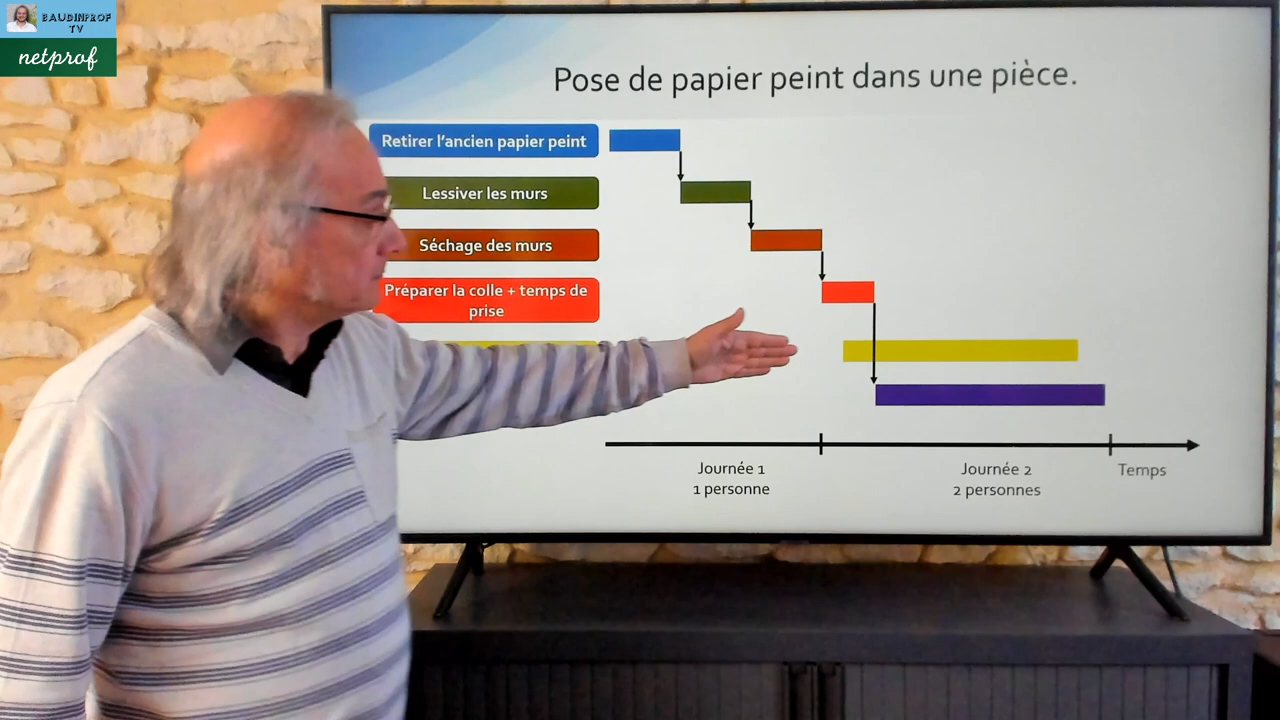 BAUDINPROF
TV
netprof
Pose de papier peint dans une pièce.
Retirer l'ancien papier peint
Lessiver les murs
Séchage des murs
Préparer la colle + temps de
prise
Journée 1
1 personne
Journée 2
2 personnes
Temps